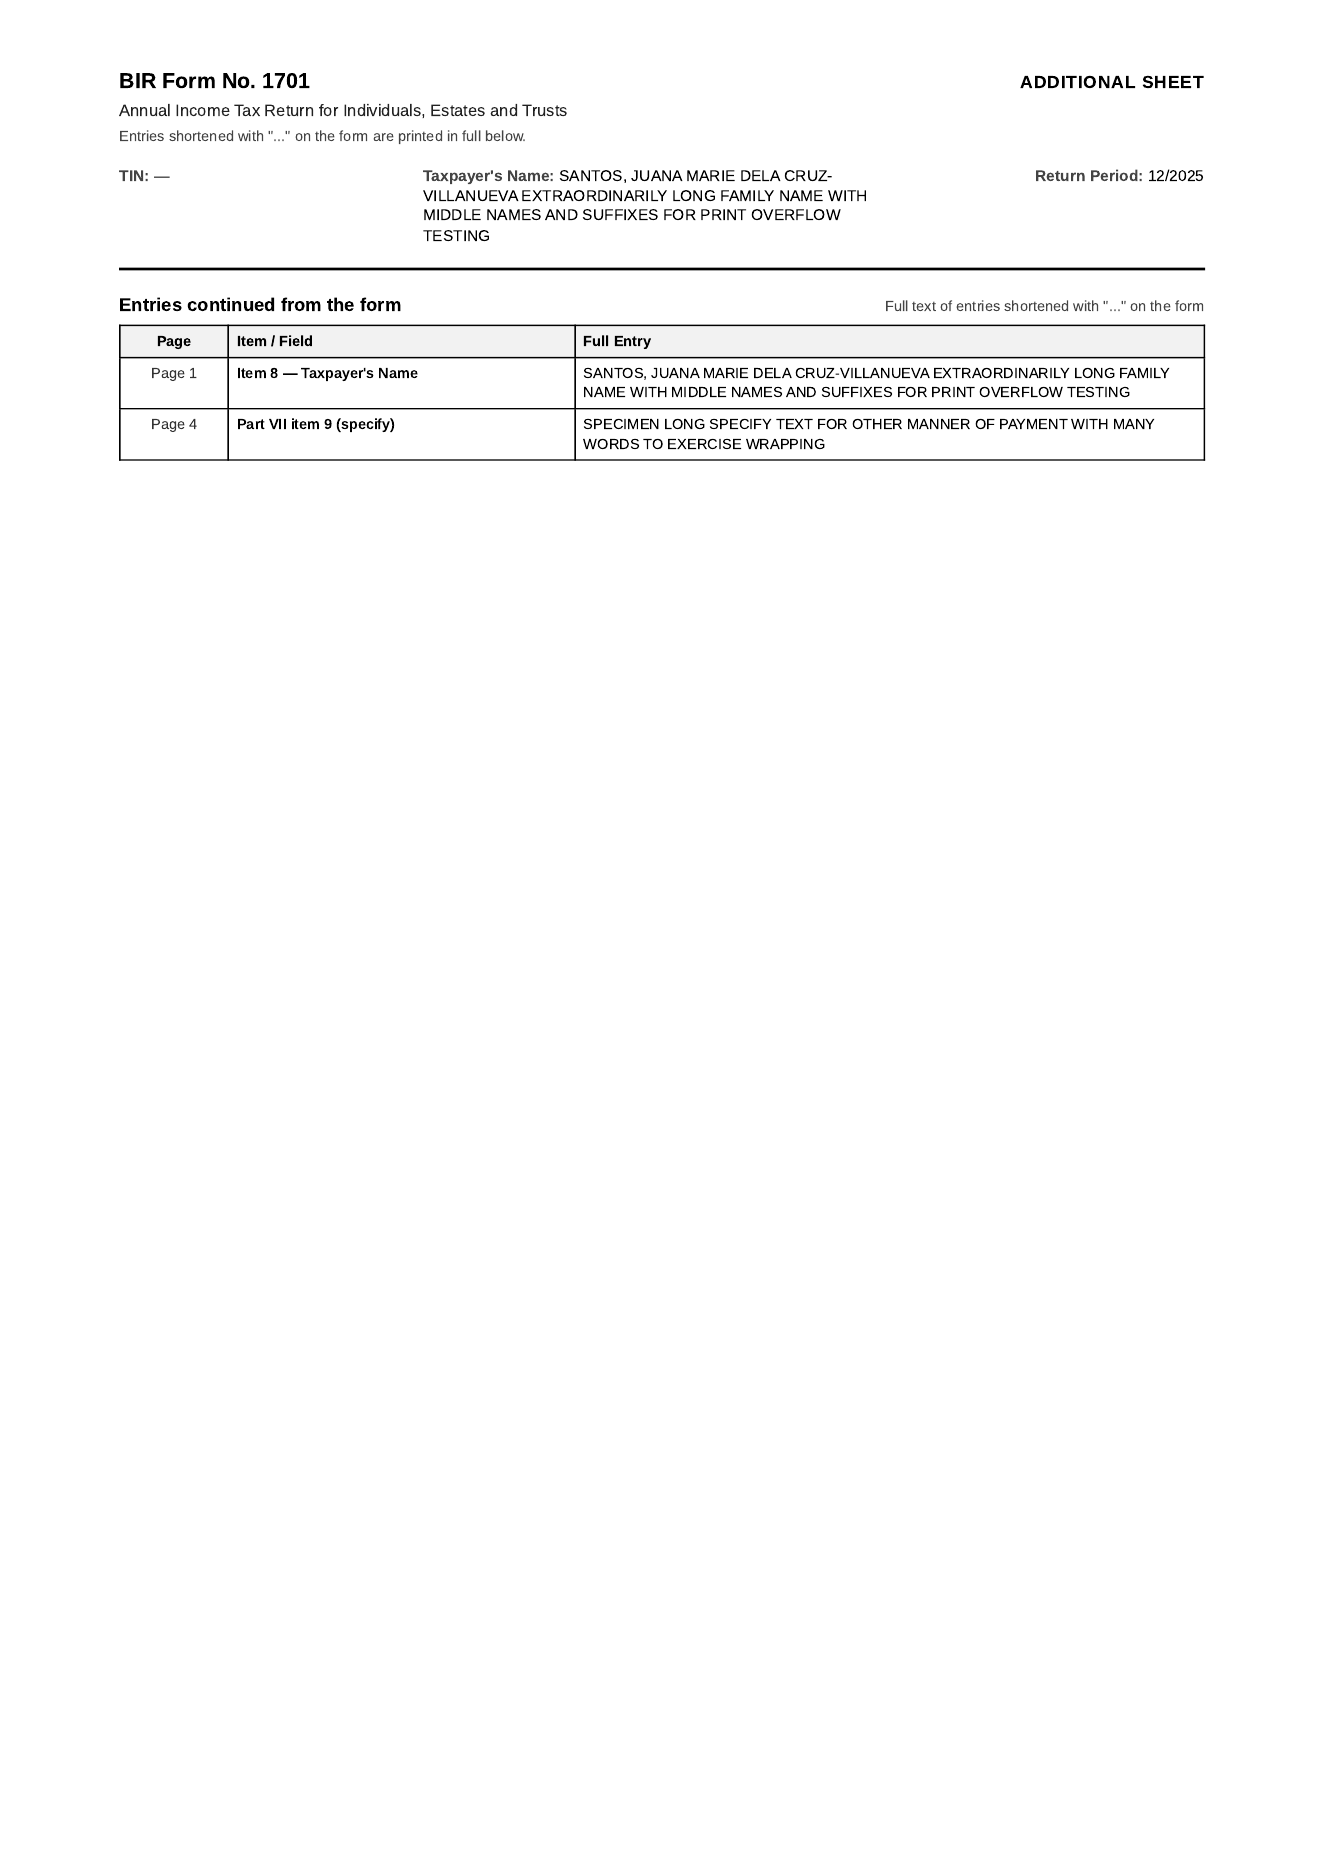 BIR Form No. 1701
ADDITIONAL SHEET
Annual Income Tax Return for Individuals, Estates and Trusts
Entries shortened with "..." on the form are printed in full below.
TIN: —
Taxpayer's Name: SANTOS, JUANA MARIE DELA CRUZ-
VILLANUEVA EXTRAORDINARILY LONG FAMILY NAME WITH
MIDDLE NAMES AND SUFFIXES FOR PRINT OVERFLOW
TESTING
Return Period: 12/2025
Entries continued from the form
Full text of entries shortened with "..." on the form
Page
Item / Field
Full Entry
Page 1
Item 8 — Taxpayer's Name
SANTOS, JUANA MARIE DELA CRUZ-VILLANUEVA EXTRAORDINARILY LONG FAMILY
NAME WITH MIDDLE NAMES AND SUFFIXES FOR PRINT OVERFLOW TESTING
Page 4
Part VII item 9 (specify)
SPECIMEN LONG SPECIFY TEXT FOR OTHER MANNER OF PAYMENT WITH MANY
WORDS TO EXERCISE WRAPPING